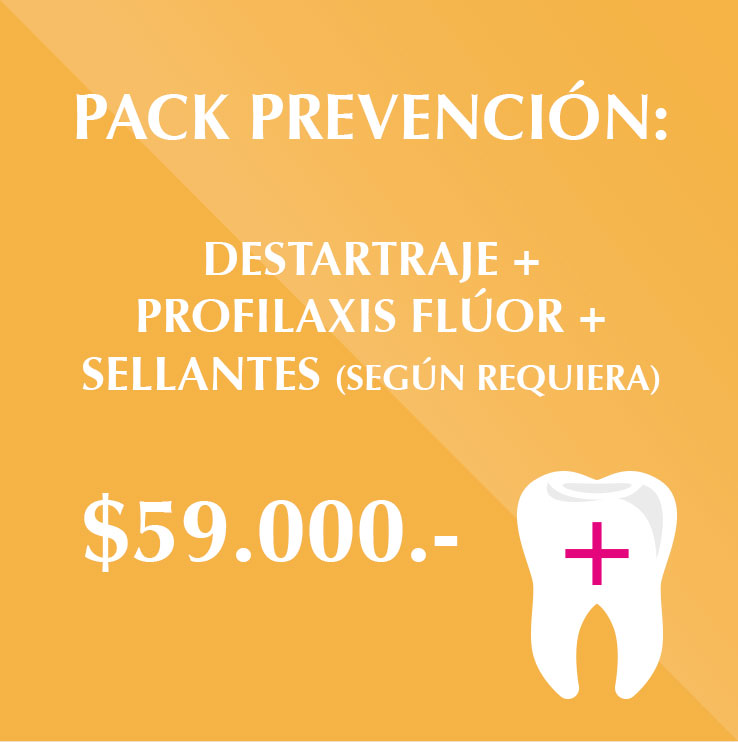 PACK PREVENCIÓN:
DESTARTRAJE +
PROFILAXIS FLÚOR +
SELLANTES (SEGÚN REQUIERA)
$59.000.-